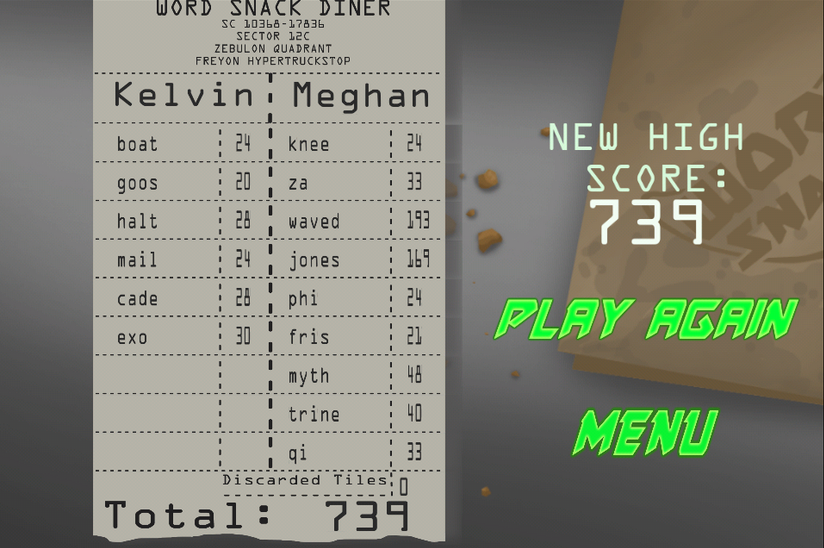 WORD SNACK DINER
SC 10368-17836
SECTOR 12C
ZEBULON QUADRANT
FREYON HYPERTRUCKSTOP
Kelvin Meghan
boat 24 knee 24
goos 20 za 33
halt 28 waved 193
mail 24 jones 169
cade 28 phi 24
exo 30 fris 21
myth 48
trine 40
qi 33
Discarded Tiles: 0
Total: 739
NEW HIGH
SCORE:
739
PLAY AGAIN
MENU
WORD
SNA